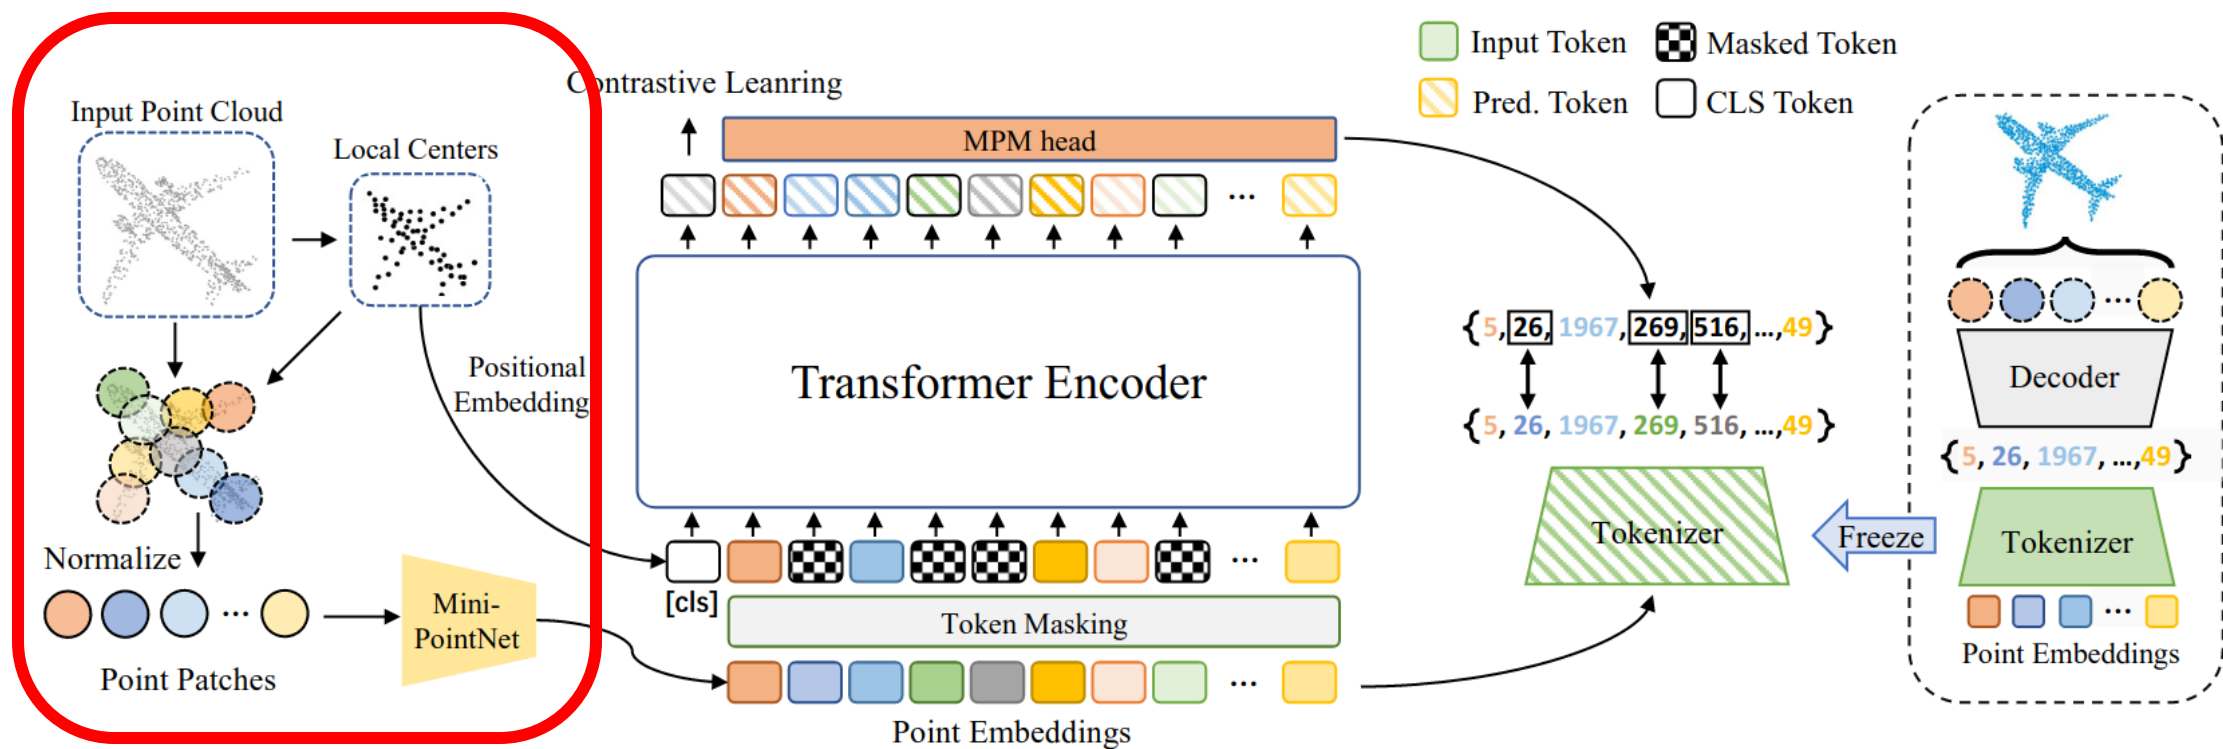 Input Point Cloud
Local Centers
Positional
Embedding
Normalize
Point Patches
Mini-
PointNet
Contrastive Leanring
MPM head
Transformer Encoder
[cls]
Token Masking
Point Embeddings
Input Token
Masked Token
Pred. Token
CLS Token
{5, 26, 1967, 269, 516, ...,49}
{5, 26, 1967, 269, 516, ...,49}
Tokenizer
Freeze
Decoder
{5, 26, 1967, ...,49}
Tokenizer
Point Embeddings